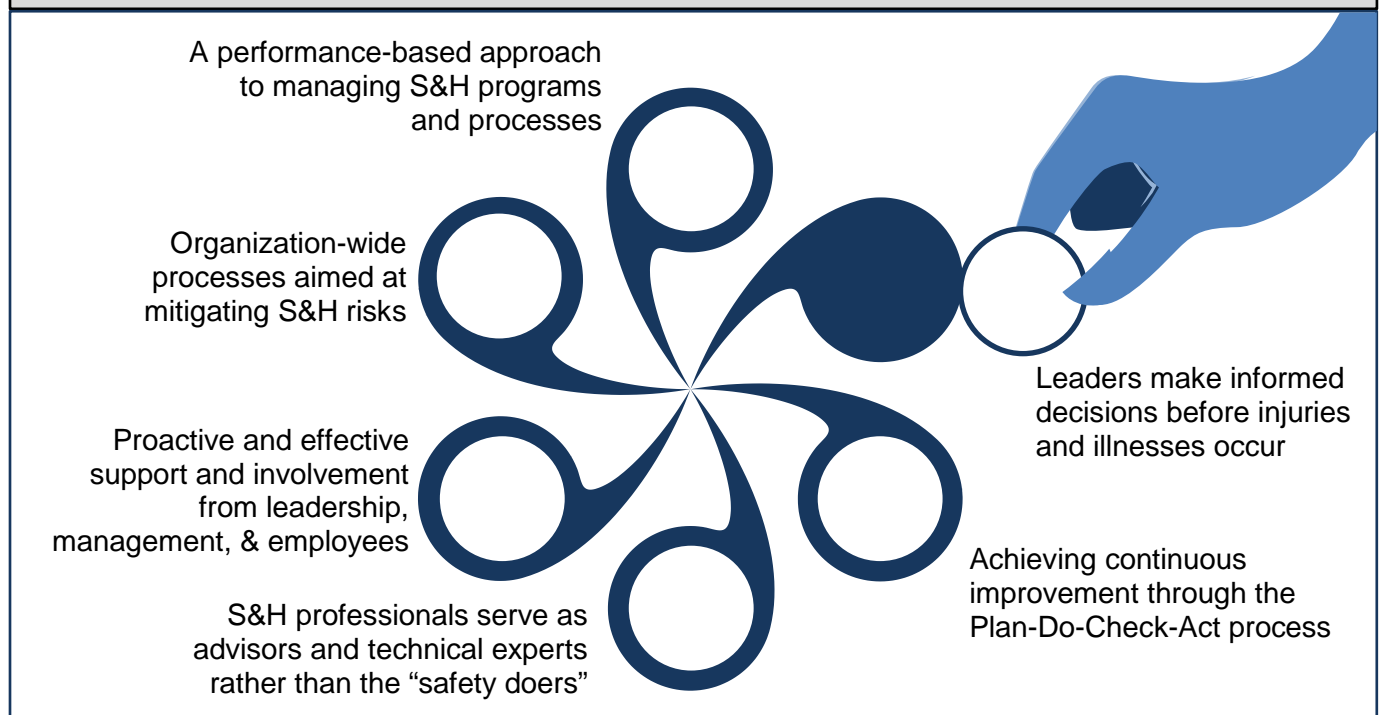 A performance-based approach
to managing S&H programs
and processes
Organization-wide
processes aimed at
mitigating S&H risks
Proactive and effective
support and involvement
from leadership,
management, & employees
S&H professionals serve as
advisors and technical experts
rather than the “safety doers”
Leaders make informed
decisions before injuries
and illnesses occur
Achieving continuous
improvement through the
Plan-Do-Check-Act process